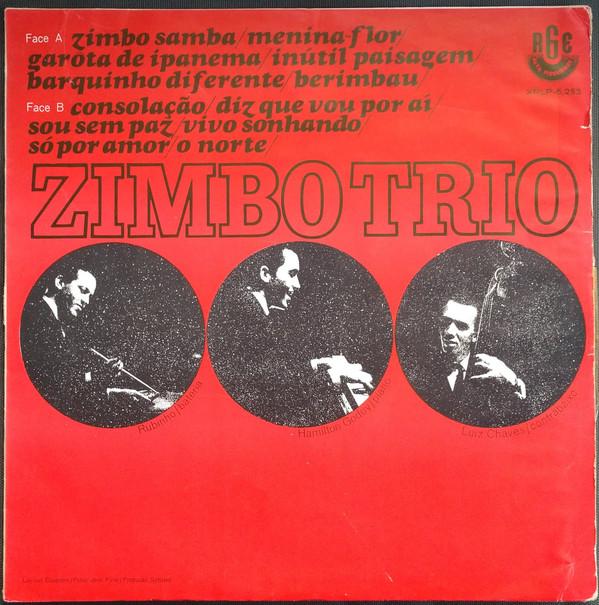 Face A zimbo samba/menina-flor/
garota de ipanema/inútil paisagem/
barquinho diferente/berimbau/
Face B consolação/diz que vou por aí/
sou sem paz/vivo sonhando/
só por amor/o norte/
RGE
XRLP-5.253
ZIMBO TRIO
Rubinho/bateria
Hamilton Godoy/piano
Luiz Chaves/contrabaixo